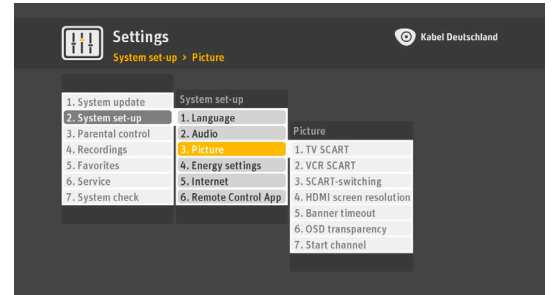 Settings
System set-up > Picture
Kabel Deutschland
1. System update
2. System set-up
3. Parental control
4. Recordings
5. Favorites
6. Service
7. System check
System set-up
1. Language
2. Audio
3. Picture
4. Energy settings
5. Internet
6. Remote Control App
Picture
1. TV SCART
2. VCR SCART
3. SCART-switching
4. HDMI screen resolution
5. Banner timeout
6. OSD transparency
7. Start channel